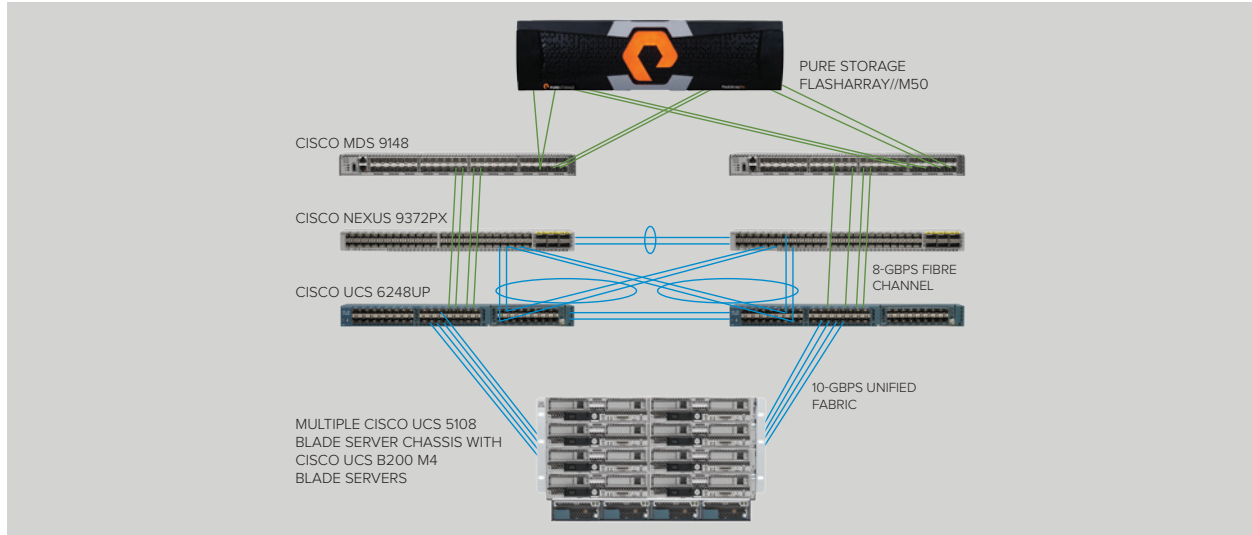 PURE STORAGE
FLASHARRAY//M50
CISCO MDS 9148
CISCO NEXUS 9372PX
8-GBPS FIBRE
CHANNEL
CISCO UCS 6248UP
10-GBPS UNIFIED
FABRIC
MULTIPLE CISCO UCS 5108
BLADE SERVER CHASSIS WITH
CISCO UCS B200 M4
BLADE SERVERS